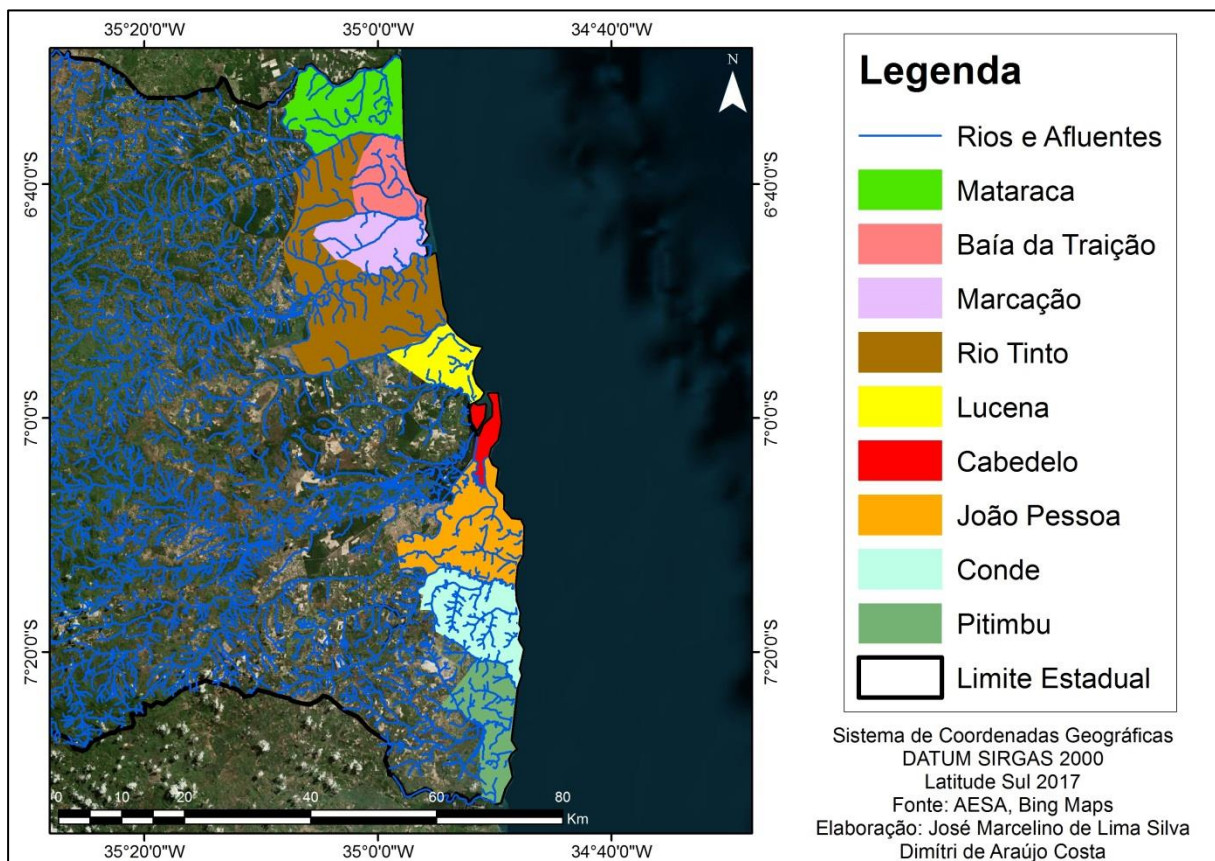 35°20'0"W 35°0'0"W 34°40'0"W
N
6°40'0"S 6°40'0"S
7°0'0"S 7°0'0"S
7°20'0"S 7°20'0"S
0 10 20 40 60 80
Km
35°20'0"W 35°0'0"W 34°40'0"W
Legenda
Rios e Afluentes
Mataraca
Baía da Traição
Marcação
Rio Tinto
Lucena
Cabedelo
João Pessoa
Conde
Pitimbu
Limite Estadual
Sistema de Coordenadas Geográficas
DATUM SIRGAS 2000
Latitude Sul 2017
Fonte: AESA, Bing Maps
Elaboração: José Marcelino de Lima Silva
Dimítri de Araújo Costa